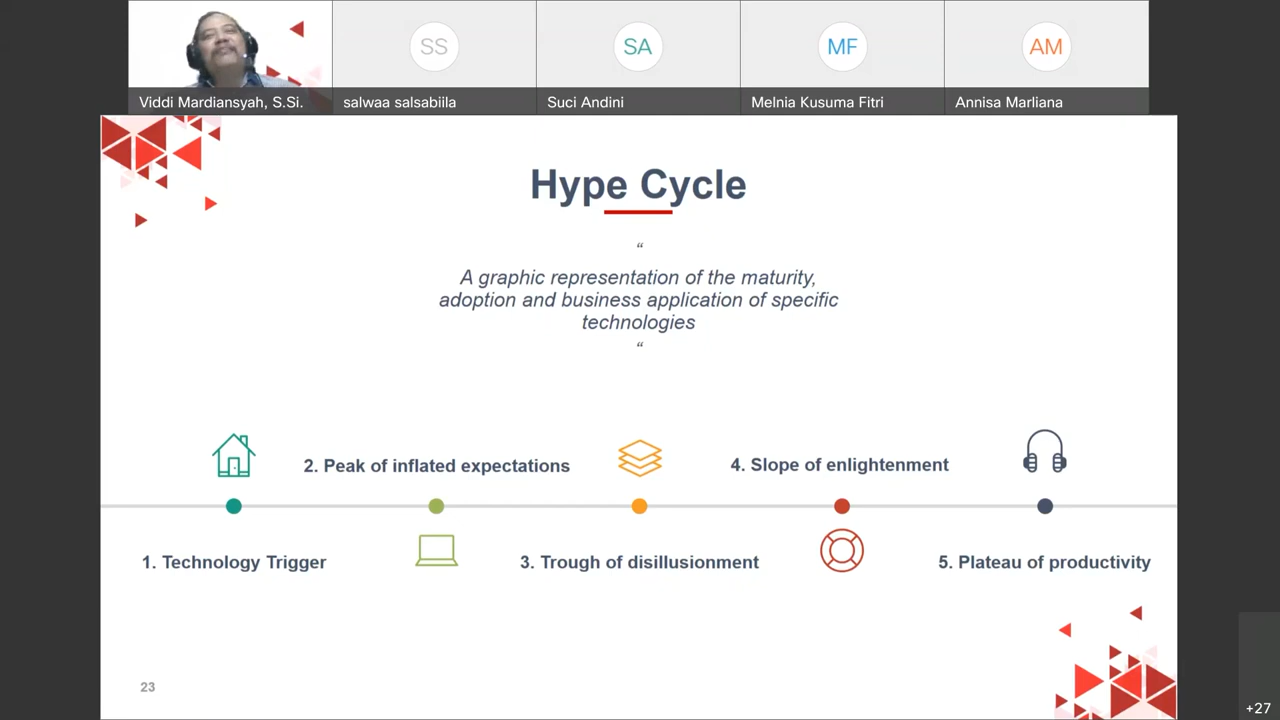 SS
SA
MF
AM
Viddi Mardiansyah, S.Si.
salwaa salsabiila
Suci Andini
Melnia Kusuma Fitri
Annisa Marliana
Hype Cycle
“
A graphic representation of the maturity,
adoption and business application of specific
technologies
“
2. Peak of inflated expectations
4. Slope of enlightenment
1. Technology Trigger
3. Trough of disillusionment
5. Plateau of productivity
23
+27